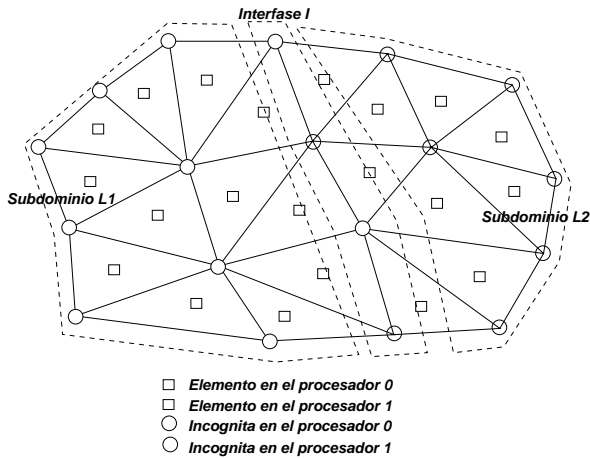 Interfase I
Subdominio L1
Subdominio L2
Elemento en el procesador 0
Elemento en el procesador 1
Incognita en el procesador 0
Incognita en el procesador 1